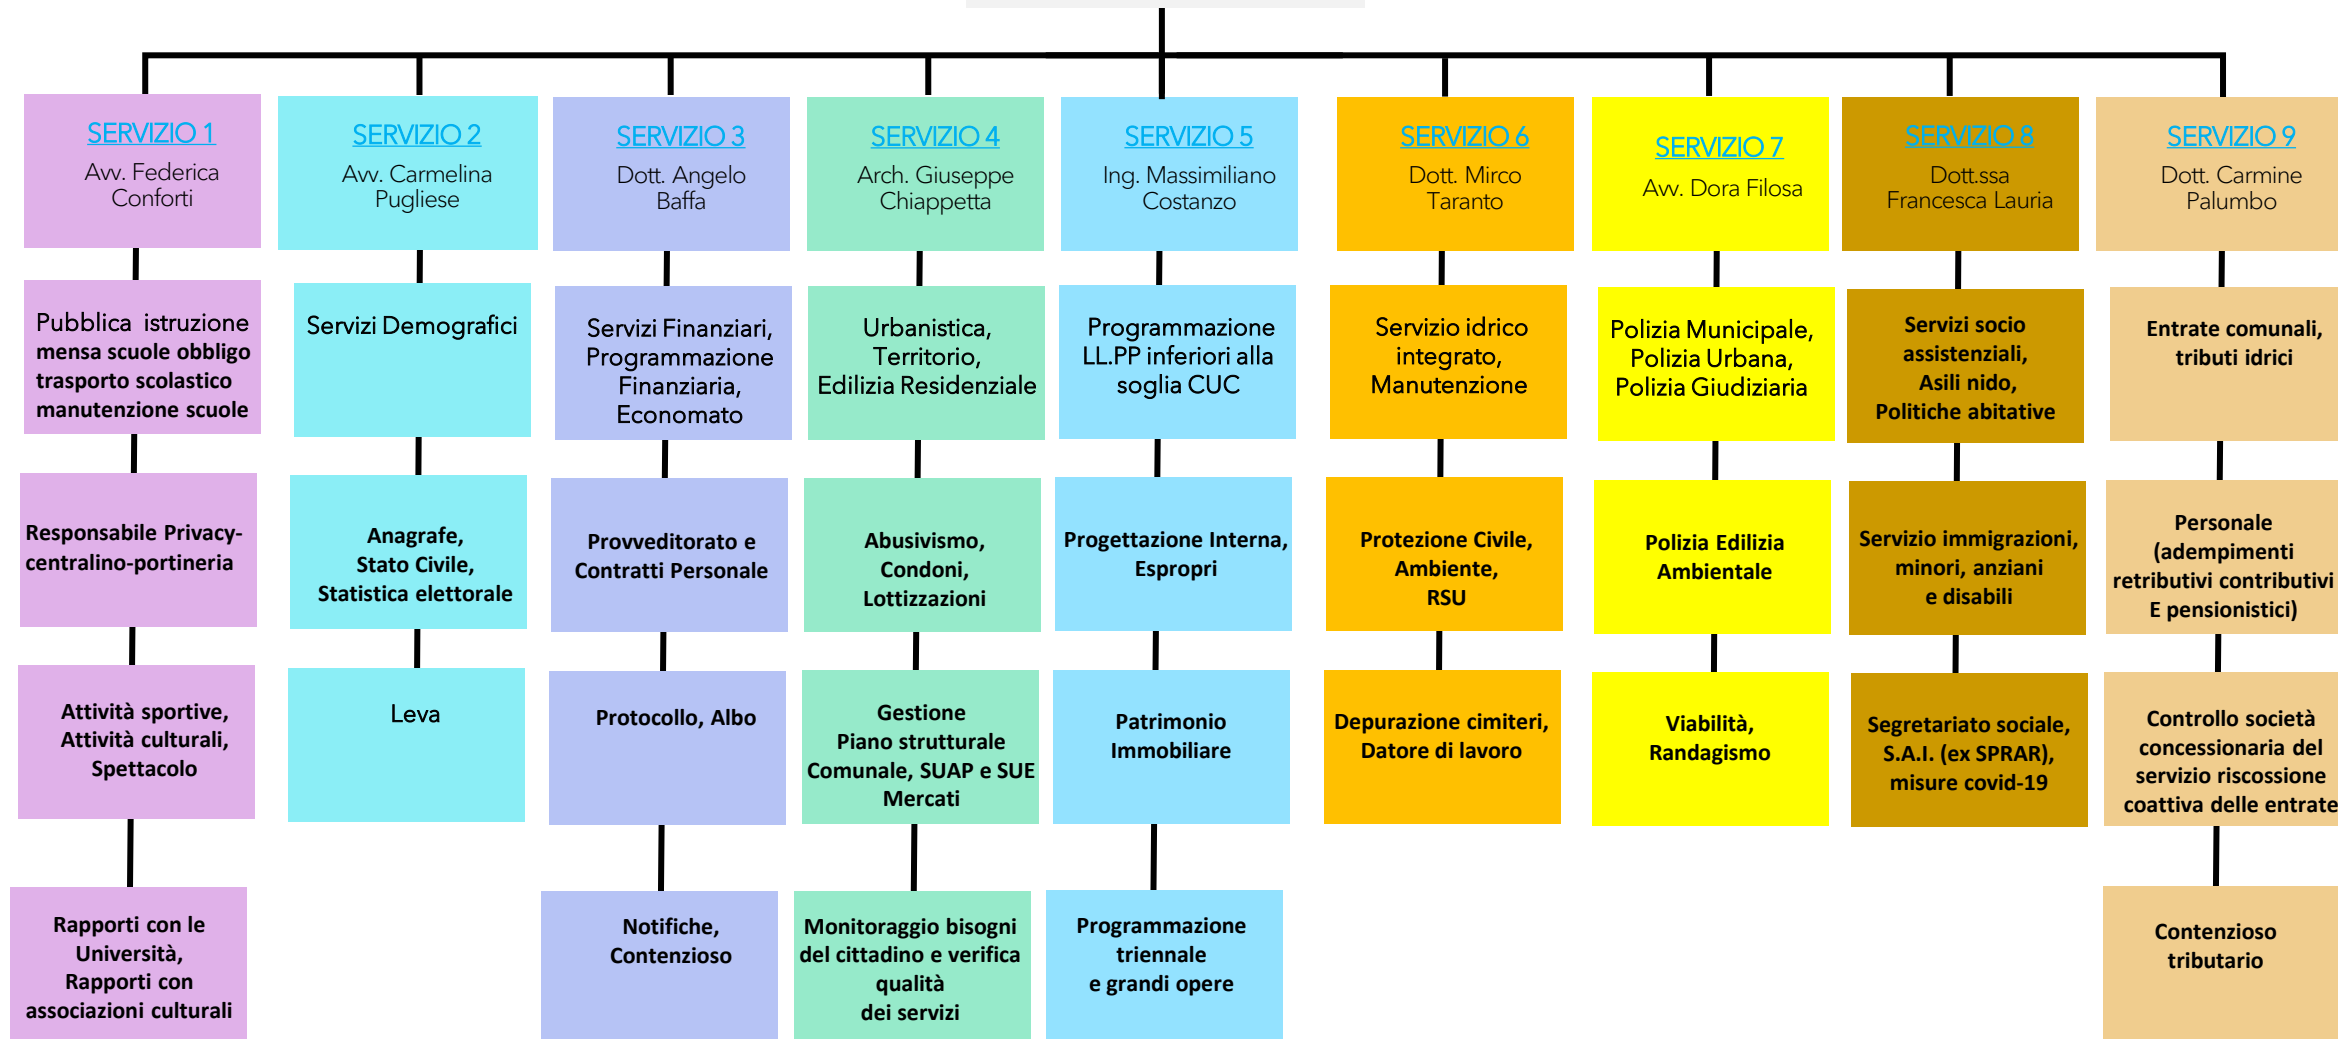 SERVIZIO 1
Avv. Federica
Conforti
Pubblica istruzione
mensa scuole obbligo
trasporto scolastico
manutenzione scuole
Responsabile Privacy-
centralino-portineria
Attività sportive,
Attività culturali,
Spettacolo
Rapporti con le
Università,
Rapporti con
associazioni culturali
SERVIZIO 2
Avv. Carmelina
Pugliese
Servizi Demografici
Anagrafe,
Stato Civile,
Statistica elettorale
Leva
SERVIZIO 3
Dott. Angelo
Baffa
Servizi Finanziari,
Programmazione
Finanziaria,
Economato
Provveditorato e
Contratti Personale
Protocollo, Albo
Notifiche,
Contenzioso
SERVIZIO 4
Arch. Giuseppe
Chiappetta
Urbanistica,
Territorio,
Edilizia Residenziale
Abusivismo,
Condoni,
Lottizzazioni
Gestione
Piano strutturale
Comunale, SUAP e SUE
Mercati
Monitoraggio bisogni
del cittadino e verifica
qualità
dei servizi
SERVIZIO 5
Ing. Massimiliano
Costanzo
Programmazione
LL.PP inferiori alla
soglia CUC
Progettazione Interna,
Espropri
Patrimonio
Immobiliare
Programmazione
triennale
e grandi opere
SERVIZIO 6
Dott. Mirco
Taranto
Servizio idrico
integrato,
Manutenzione
Protezione Civile,
Ambiente,
RSU
Depurazione cimiteri,
Datore di lavoro
SERVIZIO 7
Avv. Dora Filosa
Polizia Municipale,
Polizia Urbana,
Polizia Giudiziaria
Polizia Edilizia
Ambientale
Viabilità,
Randagismo
SERVIZIO 8
Dott.ssa
Francesca Lauria
Servizi socio
assistenziali,
Asili nido,
Politiche abitative
Servizio immigrazioni,
minori, anziani
e disabili
Segretariato sociale,
S.A.I. (ex SPRAR),
misure covid-19
SERVIZIO 9
Dott. Carmine
Palumbo
Entrate comunali,
tributi idrici
Personale
(adempimenti
retributivi contributivi
E pensionistici)
Controllo società
concessionaria del
servizio riscossione
coattiva delle entrate
Contenzioso
tributario